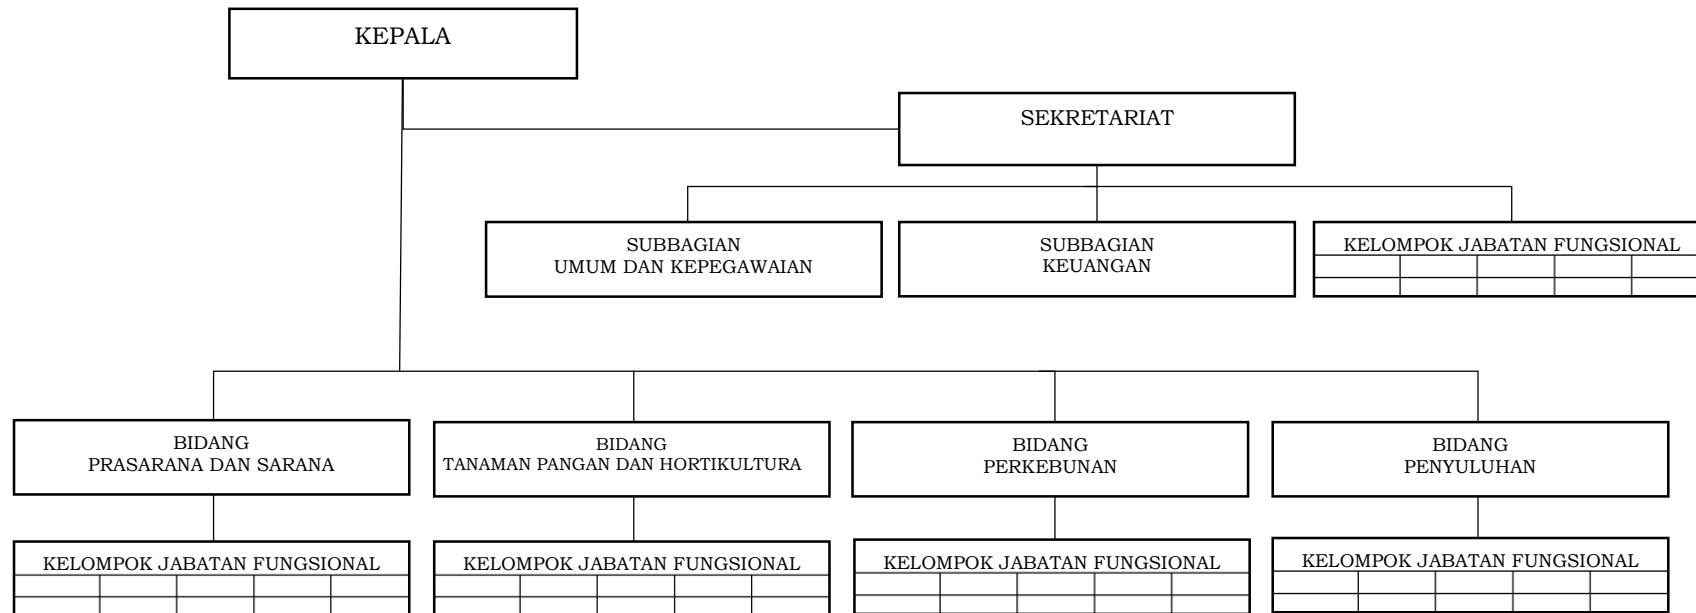 KEPALA
SEKRETARIAT
SUBBAGIAN
UMUM DAN KEPEGAWAIAN
SUBBAGIAN
KEUANGAN
KELOMPOK JABATAN FUNGSIONAL
BIDANG
PRASARANA DAN SARANA
BIDANG
TANAMAN PANGAN DAN HORTIKULTURA
BIDANG
PERKEBUNAN
BIDANG
PENYULUHAN
KELOMPOK JABATAN FUNGSIONAL
KELOMPOK JABATAN FUNGSIONAL
KELOMPOK JABATAN FUNGSIONAL
KELOMPOK JABATAN FUNGSIONAL